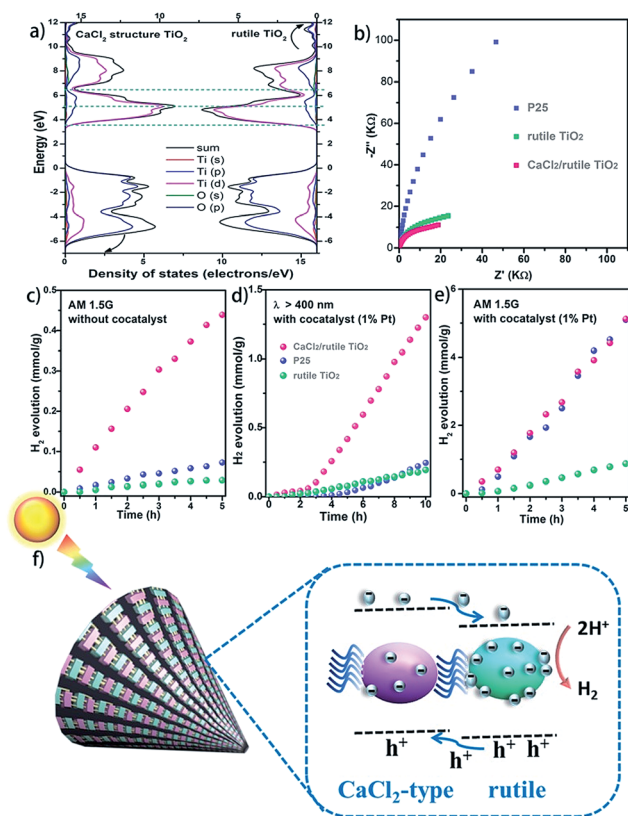 a)
15 10 5 0
CaCl2 structure TiO2
rutile TiO2
12
10
8
6
4
2
0
-2
-4
-6
Energy (eV)
sum
Ti (s)
Ti (p)
Ti (d)
O (s)
O (p)
0 5 10 15
Density of states (electrons/eV)
b)
100
80
60
40
20
0
-Z'' (KΩ)
P25
rutile TiO2
CaCl2/rutile TiO2
0 20 40 60 80 100
Z' (KΩ)
c)
AM 1.5G
without cocatalyst
0.45
0.30
0.15
0.00
H2 evolution (mmol/g)
0 1 2 3 4 5
Time (h)
d)
λ > 400 nm
with cocatalyst (1% Pt)
CaCl2/rutile TiO2
P25
rutile TiO2
1.5
1.2
0.9
0.6
0.3
0.0
H2 evolution (mmol/g)
0 2 4 6 8 10
Time (h)
e)
AM 1.5G
with cocatalyst (1% Pt)
6
4
2
0
H2 evolution (mmol/g)
0 1 2 3 4 5
Time (h)
f)
2H+
H2
h+
h+
h+ h+
CaCl2-type
rutile